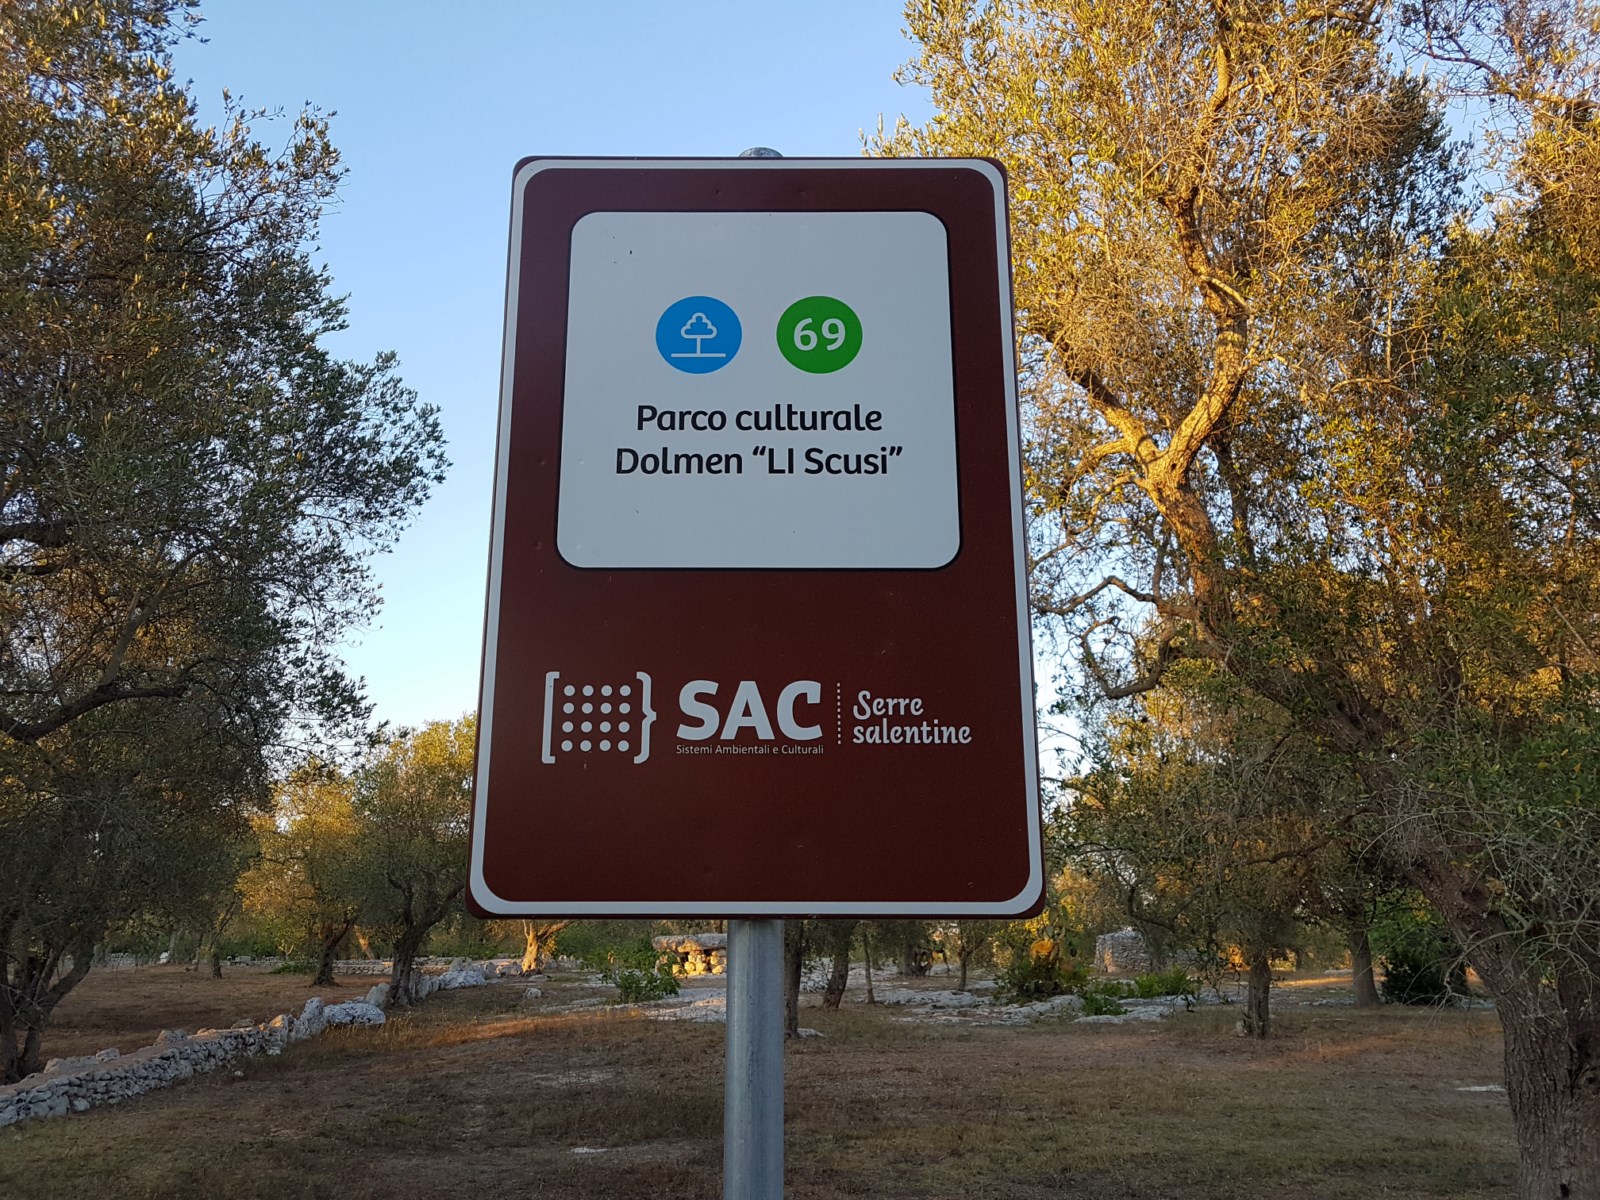 69
Parco culturale
Dolmen “LI Scusi”
SAC
Sistemi Ambientali e Culturali
Serre
salentine